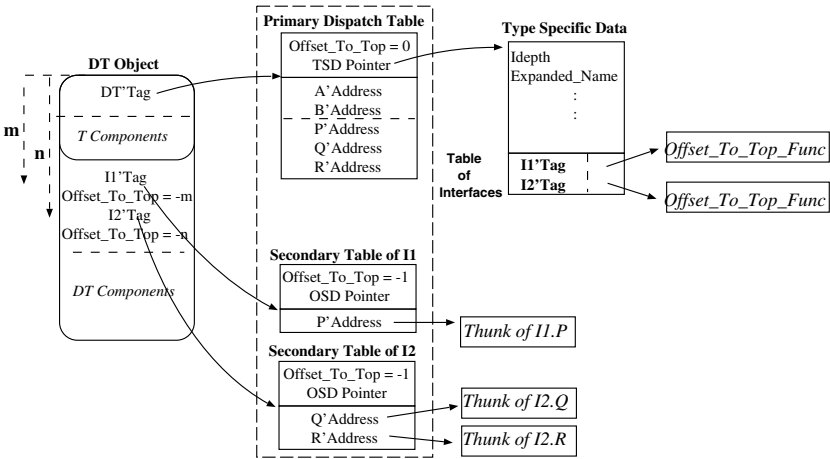 DT Object
DT'Tag
T Components
m
n
I1'Tag
Offset_To_Top = -m
I2'Tag
Offset_To_Top = -n
DT Components
Primary Dispatch Table
Offset_To_Top = 0
TSD Pointer
A'Address
B'Address
P'Address
Q'Address
R'Address
Secondary Table of I1
Offset_To_Top = -1
OSD Pointer
P'Address
Secondary Table of I2
Offset_To_Top = -1
OSD Pointer
Q'Address
R'Address
Type Specific Data
Idepth
Expanded_Name
:
:
Table
of
Interfaces
I1'Tag
I2'Tag
Offset_To_Top_Func
Offset_To_Top_Func
Thunk of I1.P
Thunk of I2.Q
Thunk of I2.R